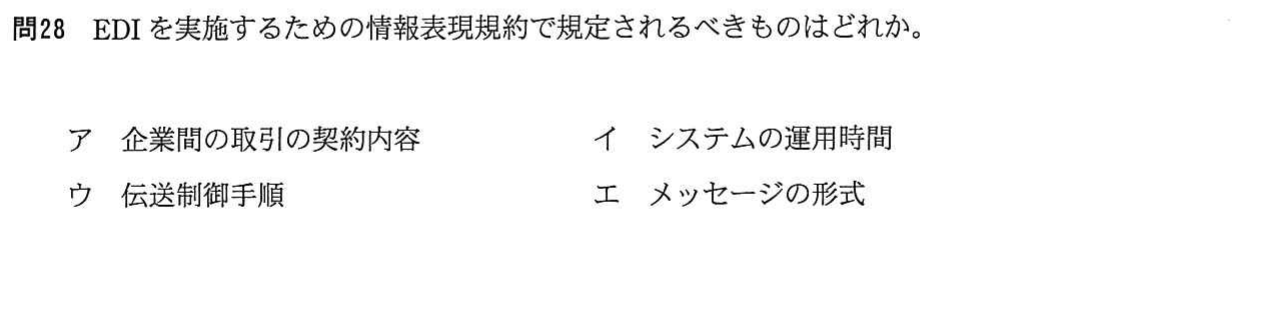 問28 EDIを実施するための情報表現規約で規定されるべきものはどれか。
ア 企業間の取引の契約内容 イ システムの運用時間
ウ 伝送制御手順 エ メッセージの形式